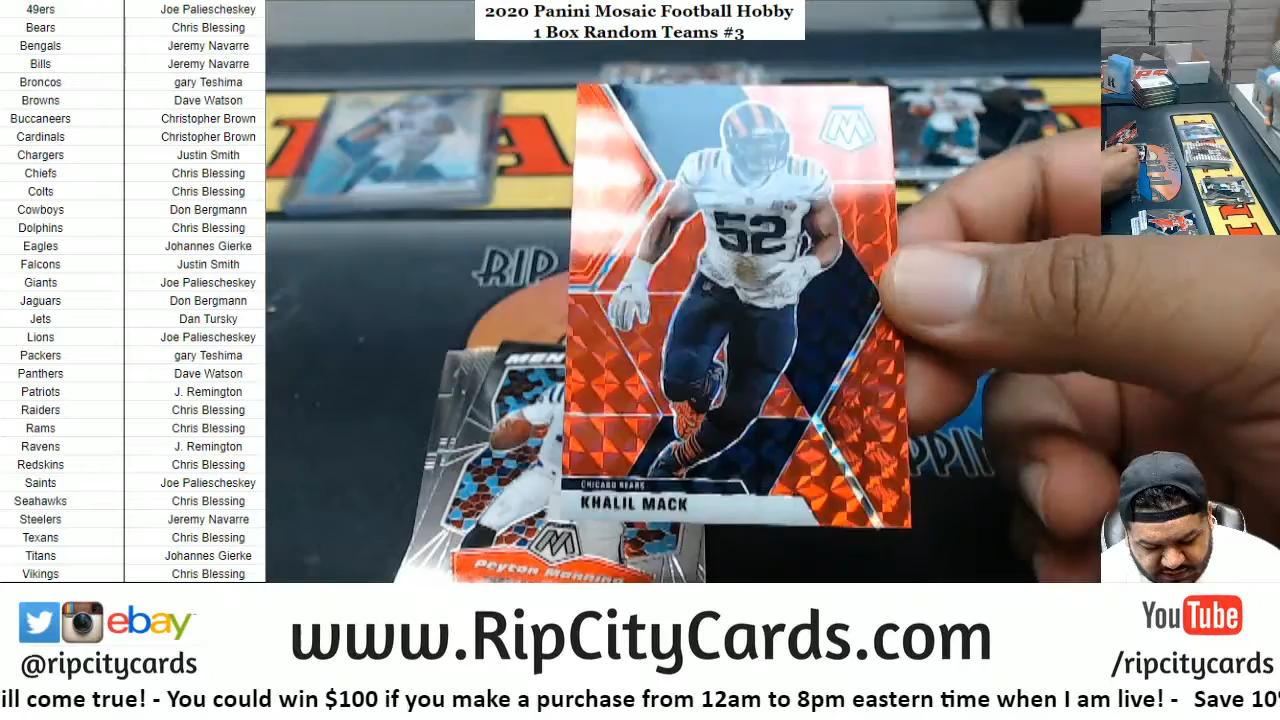 2020 Panini Mosaic Football Hobby
1 Box Random Teams #3
49ers Joe Paliescheskey
Bears Chris Blessing
Bengals Jeremy Navarre
Bills Jeremy Navarre
Broncos gary Teshima
Browns Dave Watson
Buccaneers Christopher Brown
Cardinals Christopher Brown
Chargers Justin Smith
Chiefs Chris Blessing
Colts Chris Blessing
Cowboys Don Bergmann
Dolphins Chris Blessing
Eagles Johannes Gierke
Falcons Justin Smith
Giants Joe Paliescheskey
Jaguars Don Bergmann
Jets Dan Tursky
Lions Joe Paliescheskey
Packers gary Teshima
Panthers Dave Watson
Patriots J. Remington
Raiders Chris Blessing
Rams Chris Blessing
Ravens J. Remington
Redskins Chris Blessing
Saints Joe Paliescheskey
Seahawks Chris Blessing
Steelers Jeremy Navarre
Texans Chris Blessing
Titans Johannes Gierke
Vikings Chris Blessing
RIP
52
CHICAGO BEARS
KHALIL MACK
MEN
Peyton Manning
PPIN
ebay
@ripcitycards
www.RipCityCards.com
YouTube
/ripcitycards
ill come true! - You could win $100 if you make a purchase from 12am to 8pm eastern time when I am live! - Save 10%